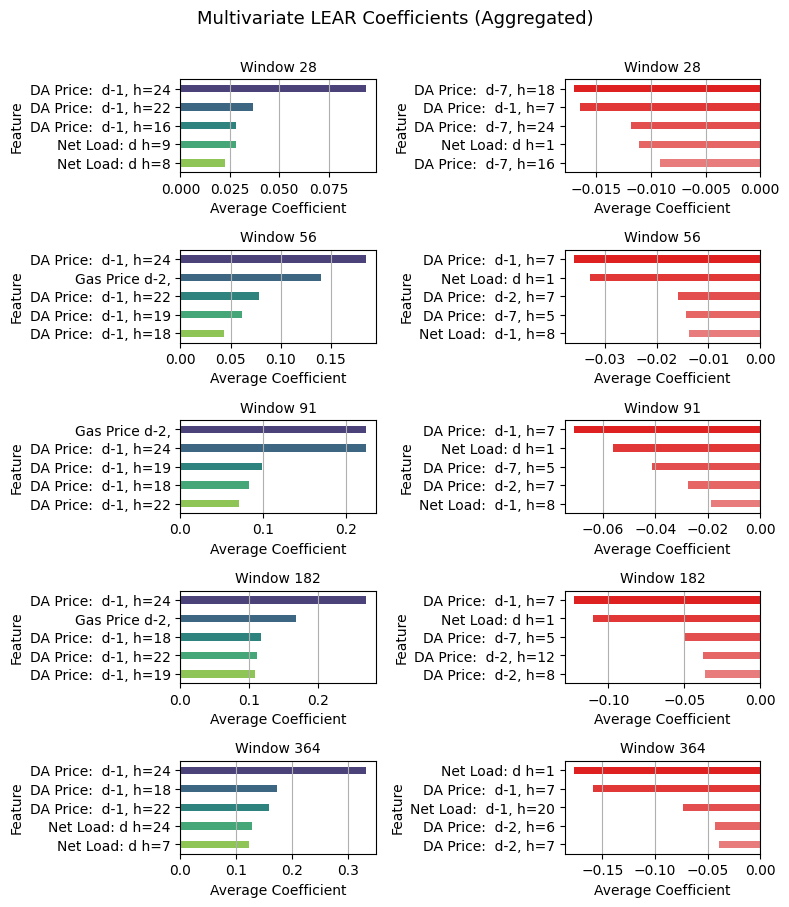 Multivariate LEAR Coefficients (Aggregated)
Window 28
Feature
DA Price:  d-1, h=24
DA Price:  d-1, h=22
DA Price:  d-1, h=16
Net Load: d h=9
Net Load: d h=8
0.000 0.025 0.050 0.075
Average Coefficient
Window 28
Feature
DA Price:  d-7, h=18
DA Price:  d-1, h=7
DA Price:  d-7, h=24
Net Load: d h=1
DA Price:  d-7, h=16
−0.015 −0.010 −0.005 0.000
Average Coefficient
Window 56
Feature
DA Price:  d-1, h=24
Gas Price d-2,
DA Price:  d-1, h=22
DA Price:  d-1, h=19
DA Price:  d-1, h=18
0.00 0.05 0.10 0.15
Average Coefficient
Window 56
Feature
DA Price:  d-1, h=7
Net Load: d h=1
DA Price:  d-2, h=7
DA Price:  d-7, h=5
Net Load:  d-1, h=8
−0.03 −0.02 −0.01 0.00
Average Coefficient
Window 91
Feature
Gas Price d-2,
DA Price:  d-1, h=24
DA Price:  d-1, h=19
DA Price:  d-1, h=18
DA Price:  d-1, h=22
0.0 0.1 0.2
Average Coefficient
Window 91
Feature
DA Price:  d-1, h=7
Net Load: d h=1
DA Price:  d-7, h=5
DA Price:  d-2, h=7
Net Load:  d-1, h=8
−0.06 −0.04 −0.02 0.00
Average Coefficient
Window 182
Feature
DA Price:  d-1, h=24
Gas Price d-2,
DA Price:  d-1, h=18
DA Price:  d-1, h=22
DA Price:  d-1, h=19
0.0 0.1 0.2
Average Coefficient
Window 182
Feature
DA Price:  d-1, h=7
Net Load: d h=1
DA Price:  d-7, h=5
DA Price:  d-2, h=12
DA Price:  d-2, h=8
−0.10 −0.05 0.00
Average Coefficient
Window 364
Feature
DA Price:  d-1, h=24
DA Price:  d-1, h=18
DA Price:  d-1, h=22
Net Load: d h=24
Net Load: d h=7
0.0 0.1 0.2 0.3
Average Coefficient
Window 364
Feature
Net Load: d h=1
DA Price:  d-1, h=7
Net Load:  d-1, h=20
DA Price:  d-2, h=6
DA Price:  d-2, h=7
−0.15 −0.10 −0.05 0.00
Average Coefficient